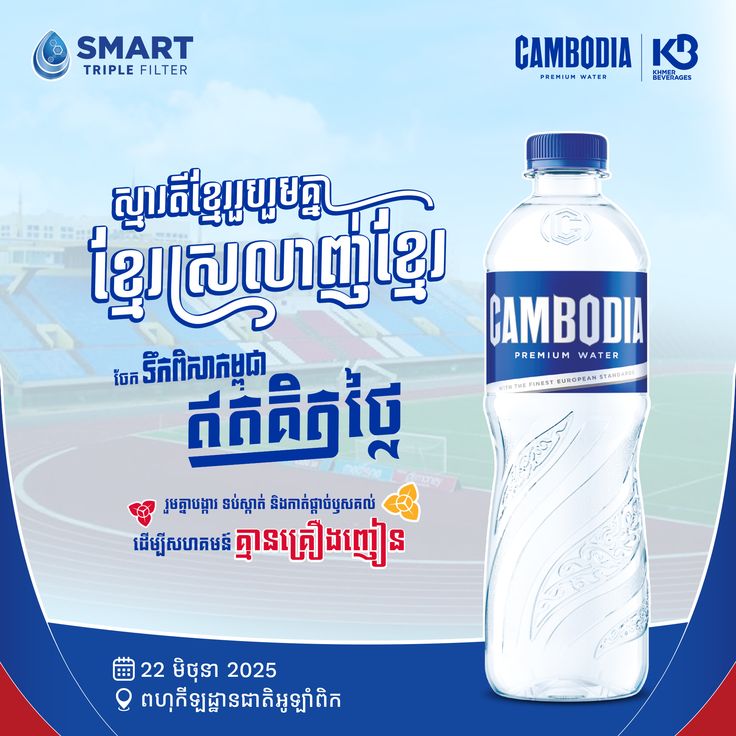 SMART
TRIPLE FILTER
CAMBODIA
PREMIUM WATER
KB
KHMER
BEVERAGES
ស្មារតីខ្មែររួបរួមគ្នា
ខ្មែរស្រលាញ់ខ្មែរ
ចែក ទឹកពិសាកម្ពុជា
ឥតគិតថ្លៃ
រួមគ្នាបង្ការ ទប់ស្កាត់ និងកាត់ផ្តាច់ឫសគល់
ដើម្បីសហគមន៍ គ្មានគ្រឿងញៀន
CAMBODIA
PREMIUM WATER
WITH THE FINEST EUROPEAN STANDARDS
22 មិថុនា 2025
ពហុកីឡដ្ឋានជាតិអូឡាំពិក